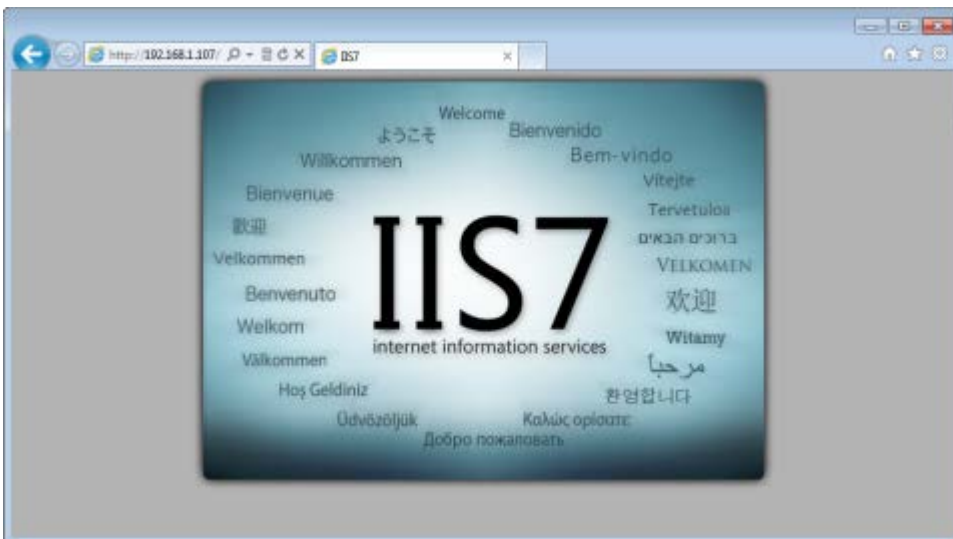 http://192.168.1.107/
IIS7
Welcome
ようこそ
Bienvenido
Willkommen
Bem-vindo
Vítejte
Bienvenue
Tervetuloa
歡迎
ברוכים הבאים
Velkommen
VELKOMEN
Benvenuto
欢迎
IIS7
Welkom
Witamy
internet information services
Välkommen
مرحباً
Hoş Geldiniz
환영합니다
Üdvözöljük
Καλώς ορίσατε
Добро пожаловать